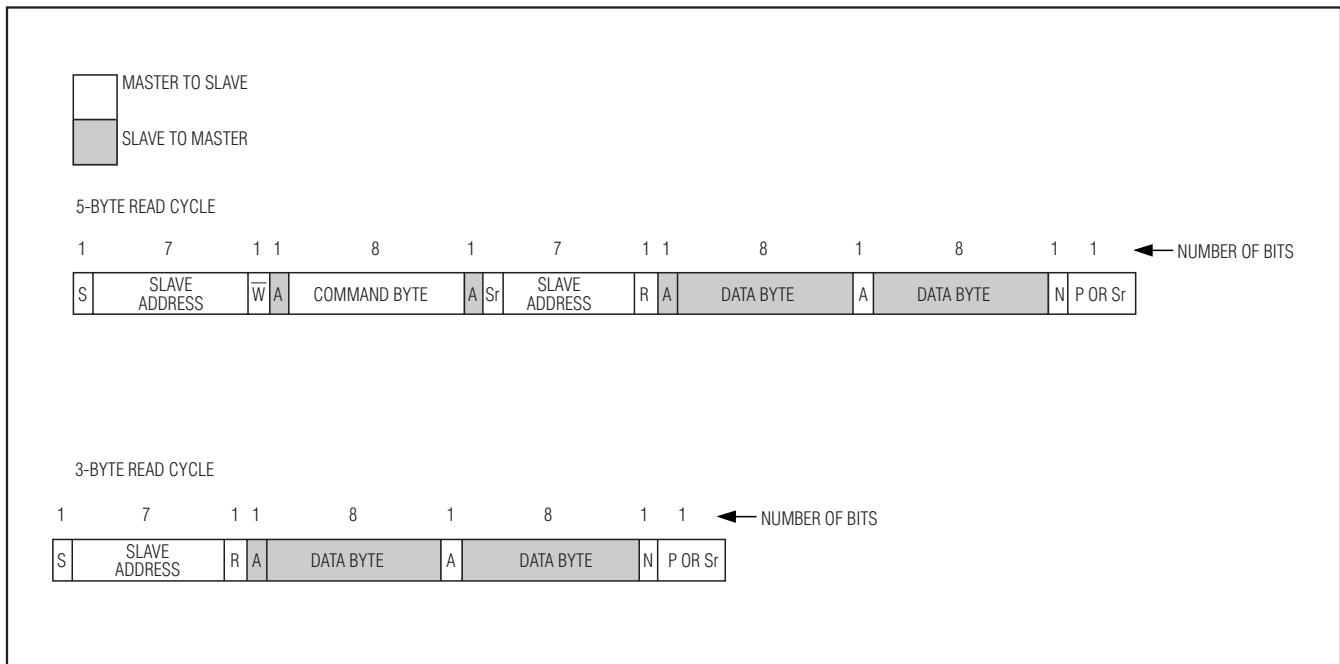 MASTER TO SLAVE
SLAVE TO MASTER
5-BYTE READ CYCLE
1 7 1 1 8 1 7 1 1 8 1 8 1 1 NUMBER OF BITS
S SLAVE ADDRESS W̅ A COMMAND BYTE A Sr SLAVE ADDRESS R A DATA BYTE A DATA BYTE N P OR Sr
3-BYTE READ CYCLE
1 7 1 1 8 1 8 1 1 NUMBER OF BITS
S SLAVE ADDRESS R A DATA BYTE A DATA BYTE N P OR Sr